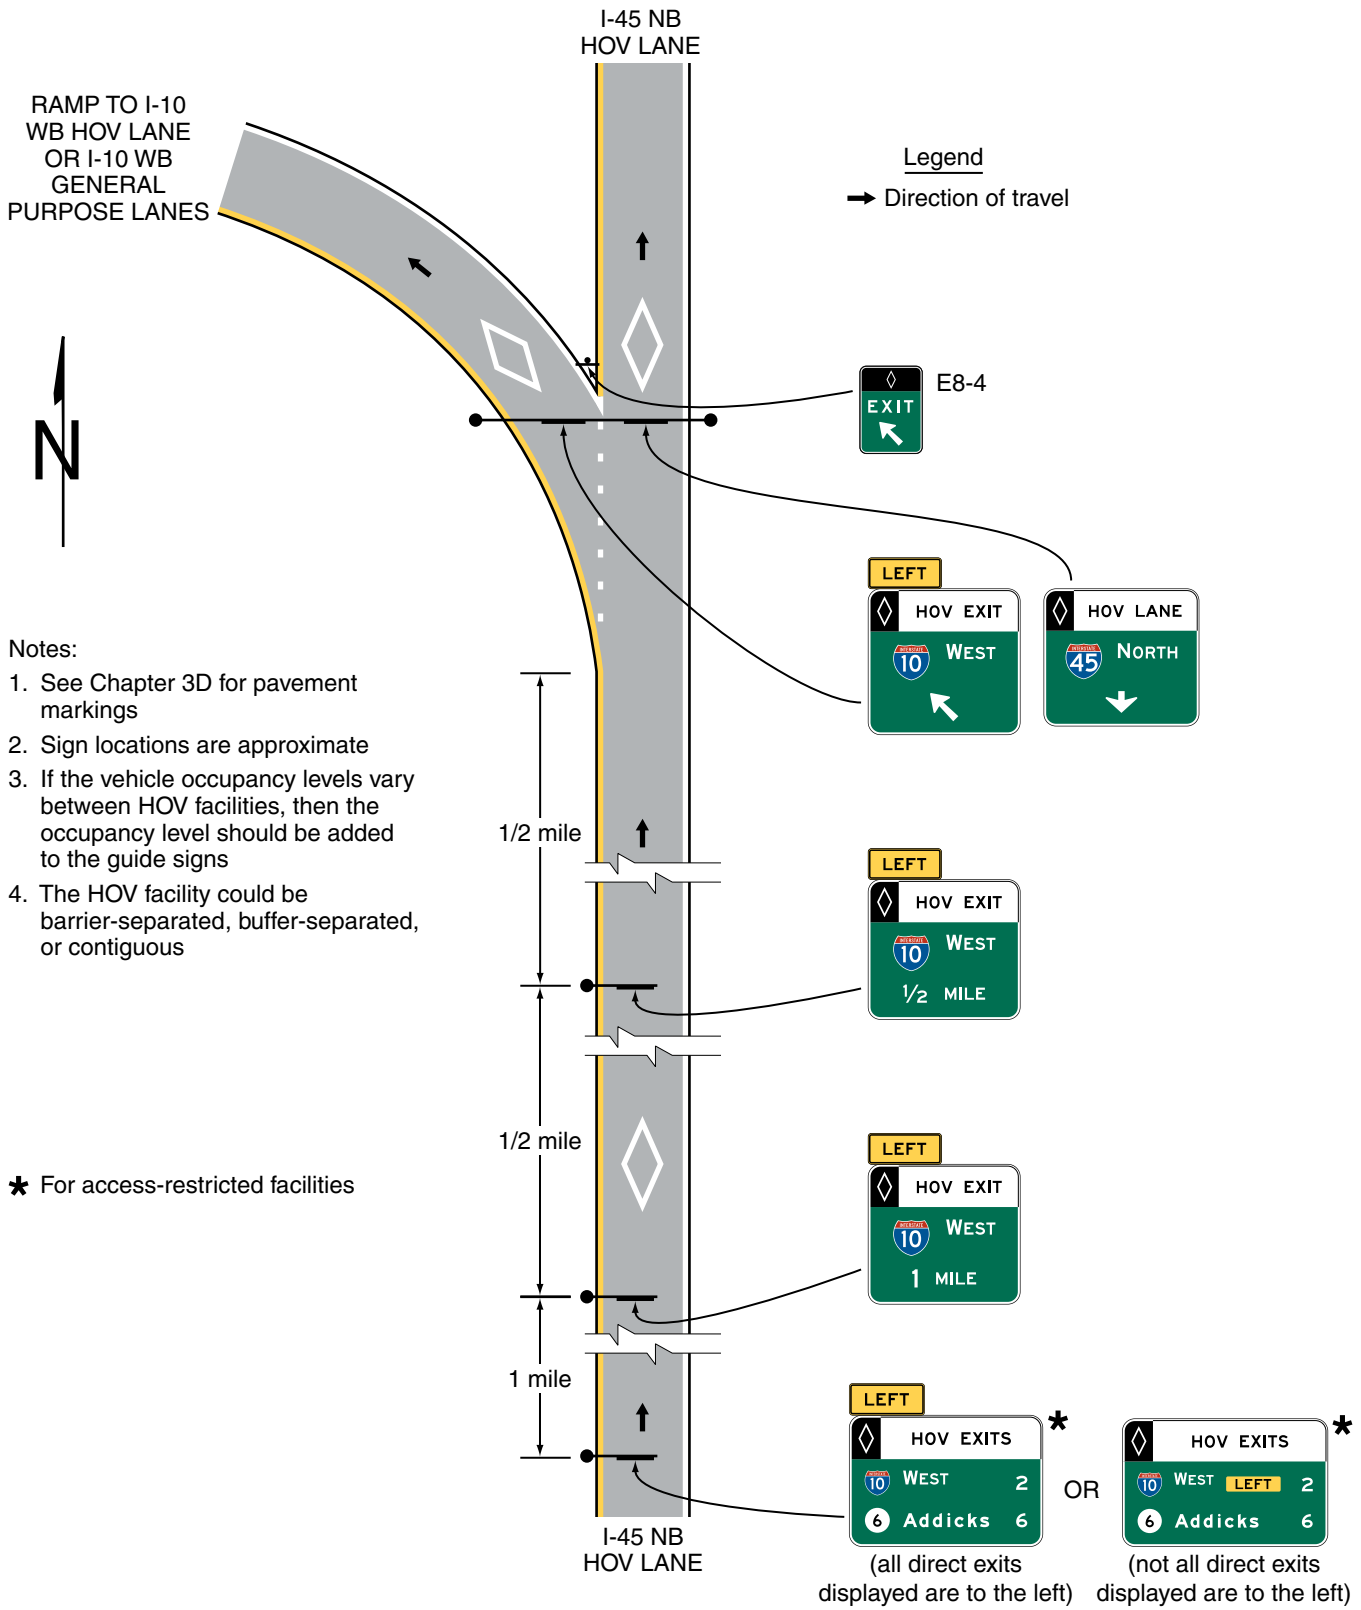 I-45 NB
HOV LANE
RAMP TO I-10
WB HOV LANE
OR I-10 WB
GENERAL
PURPOSE LANES
Legend
Direction of travel
N
EXIT
E8-4
LEFT
HOV EXIT
INTERSTATE
10 WEST
HOV LANE
INTERSTATE
45 NORTH
Notes:
1. See Chapter 3D for pavement
markings
2. Sign locations are approximate
3. If the vehicle occupancy levels vary
between HOV facilities, then the
occupancy level should be added
to the guide signs
4. The HOV facility could be
barrier-separated, buffer-separated,
or contiguous
1/2 mile
LEFT
HOV EXIT
INTERSTATE
10 WEST
1/2 MILE
1/2 mile
* For access-restricted facilities
LEFT
HOV EXIT
INTERSTATE
10 WEST
1 MILE
1 mile
LEFT
HOV EXITS *
INTERSTATE
10 WEST 2
6 Addicks 6
(all direct exits
displayed are to the left)
OR
HOV EXITS *
INTERSTATE
10 WEST LEFT 2
6 Addicks 6
(not all direct exits
displayed are to the left)
I-45 NB
HOV LANE